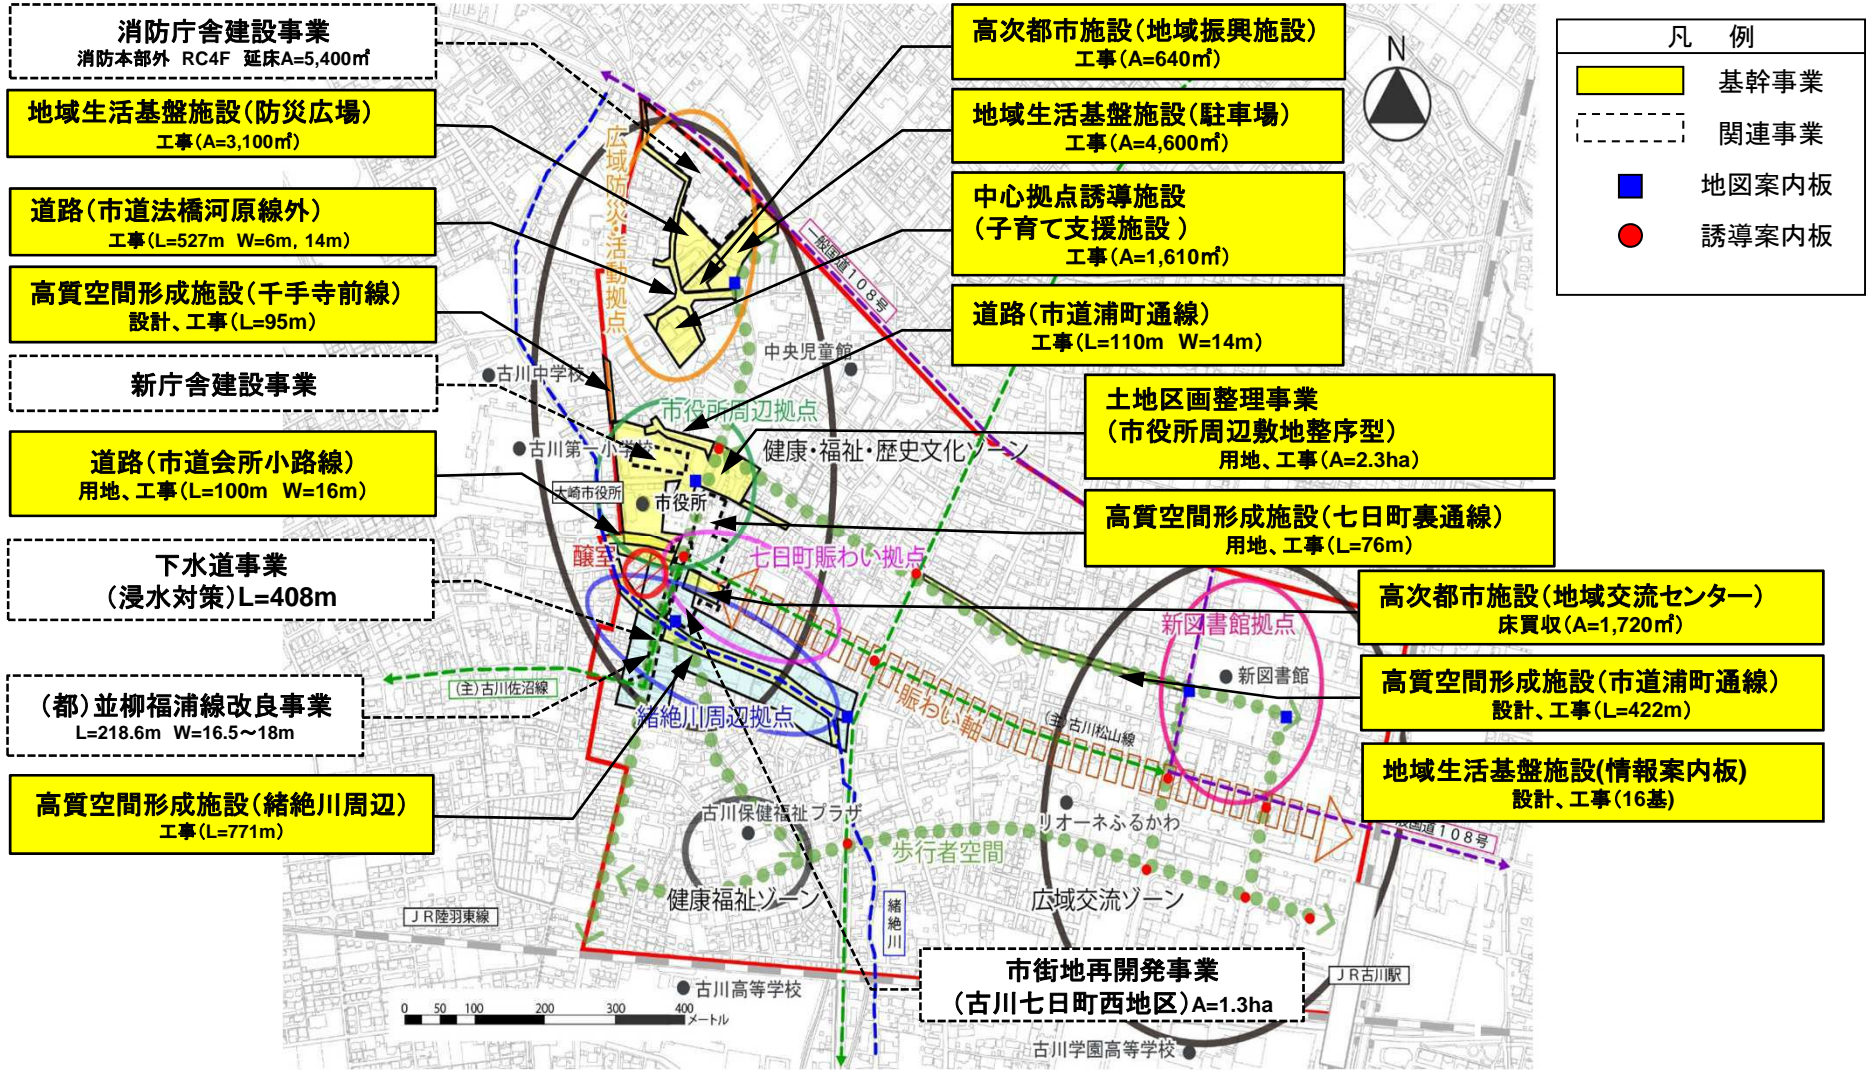 消防庁舎建設事業
消防本部外 RC4F 延床A=5,400㎡
地域生活基盤施設(防災広場)
工事(A=3,100㎡)
道路(市道法橋河原線外)
工事(L=527m W=6m, 14m)
高質空間形成施設(千手寺前線)
設計、工事(L=95m)
新庁舎建設事業
道路(市道会所小路線)
用地、工事(L=100m W=16m)
下水道事業
(浸水対策)L=408m
(都)並柳福浦線改良事業
L=218.6m W=16.5~18m
高質空間形成施設(緒絶川周辺)
工事(L=771m)
高次都市施設(地域振興施設)
工事(A=640㎡)
地域生活基盤施設(駐車場)
工事(A=4,600㎡)
中心拠点誘導施設
(子育て支援施設 )
工事(A=1,610㎡)
道路(市道浦町通線)
工事(L=110m W=14m)
土地区画整理事業
(市役所周辺敷地整序型)
用地、工事(A=2.3ha)
高質空間形成施設(七日町裏通線)
用地、工事(L=76m)
高次都市施設(地域交流センター)
床買収(A=1,720㎡)
高質空間形成施設(市道浦町通線)
設計、工事(L=422m)
地域生活基盤施設(情報案内板)
設計、工事(16基)
市街地再開発事業
(古川七日町西地区)A=1.3ha
凡 例
基幹事業
関連事業
地図案内板
誘導案内板
N
広域防災・活動拠点
一般国道108号
中央児童館
古川中学校
市役所周辺拠点
古川第一小学校
健康・福祉・歴史文化ゾーン
大崎市役所
市役所
醸室
七日町賑わい拠点
新図書館拠点
新図書館
(主)古川佐沼線
緒絶川周辺拠点
賑わい軸
(主)古川松山線
古川保健福祉プラザ
リオーネふるかわ
般国道108号
歩行者空間
健康福祉ゾーン
広域交流ゾーン
緒絶川
JR陸羽東線
JR古川駅
古川高等学校
古川学園高等学校
0 50 100 200 300 400
メートル